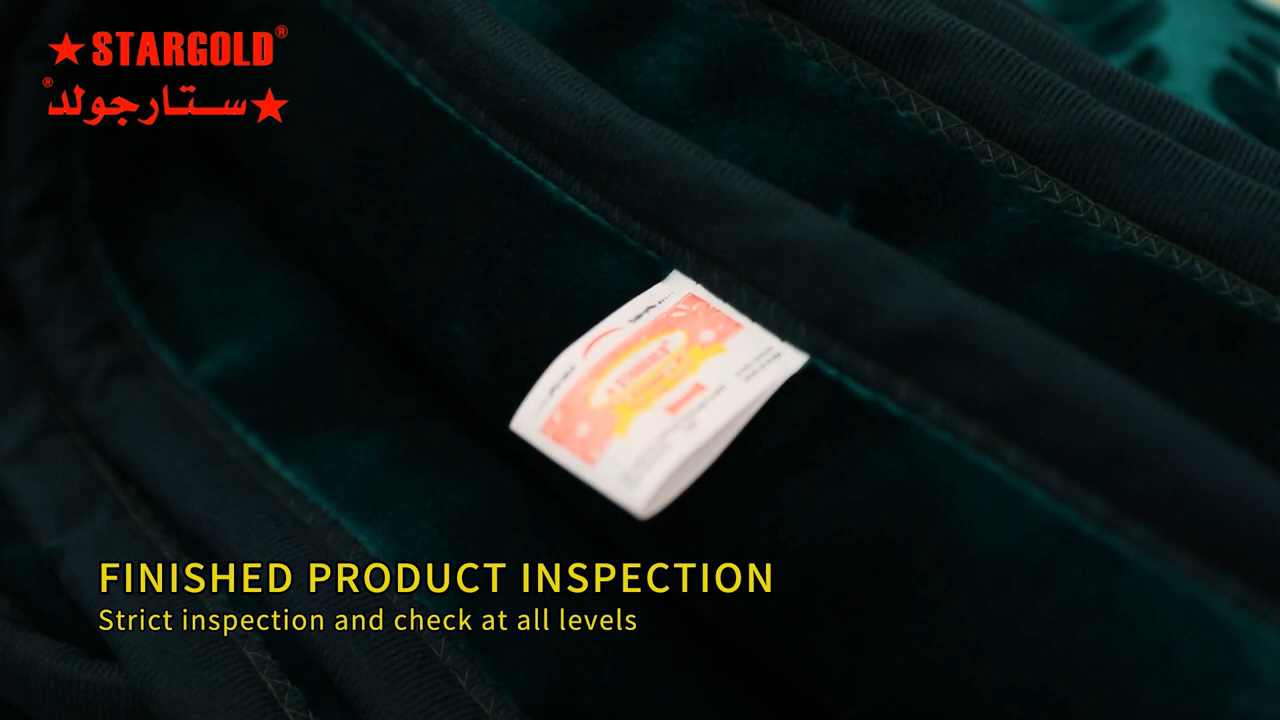 ★ STARGOLD®
ستارجولد® ★
FINISHED PRODUCT INSPECTION
Strict inspection and check at all levels